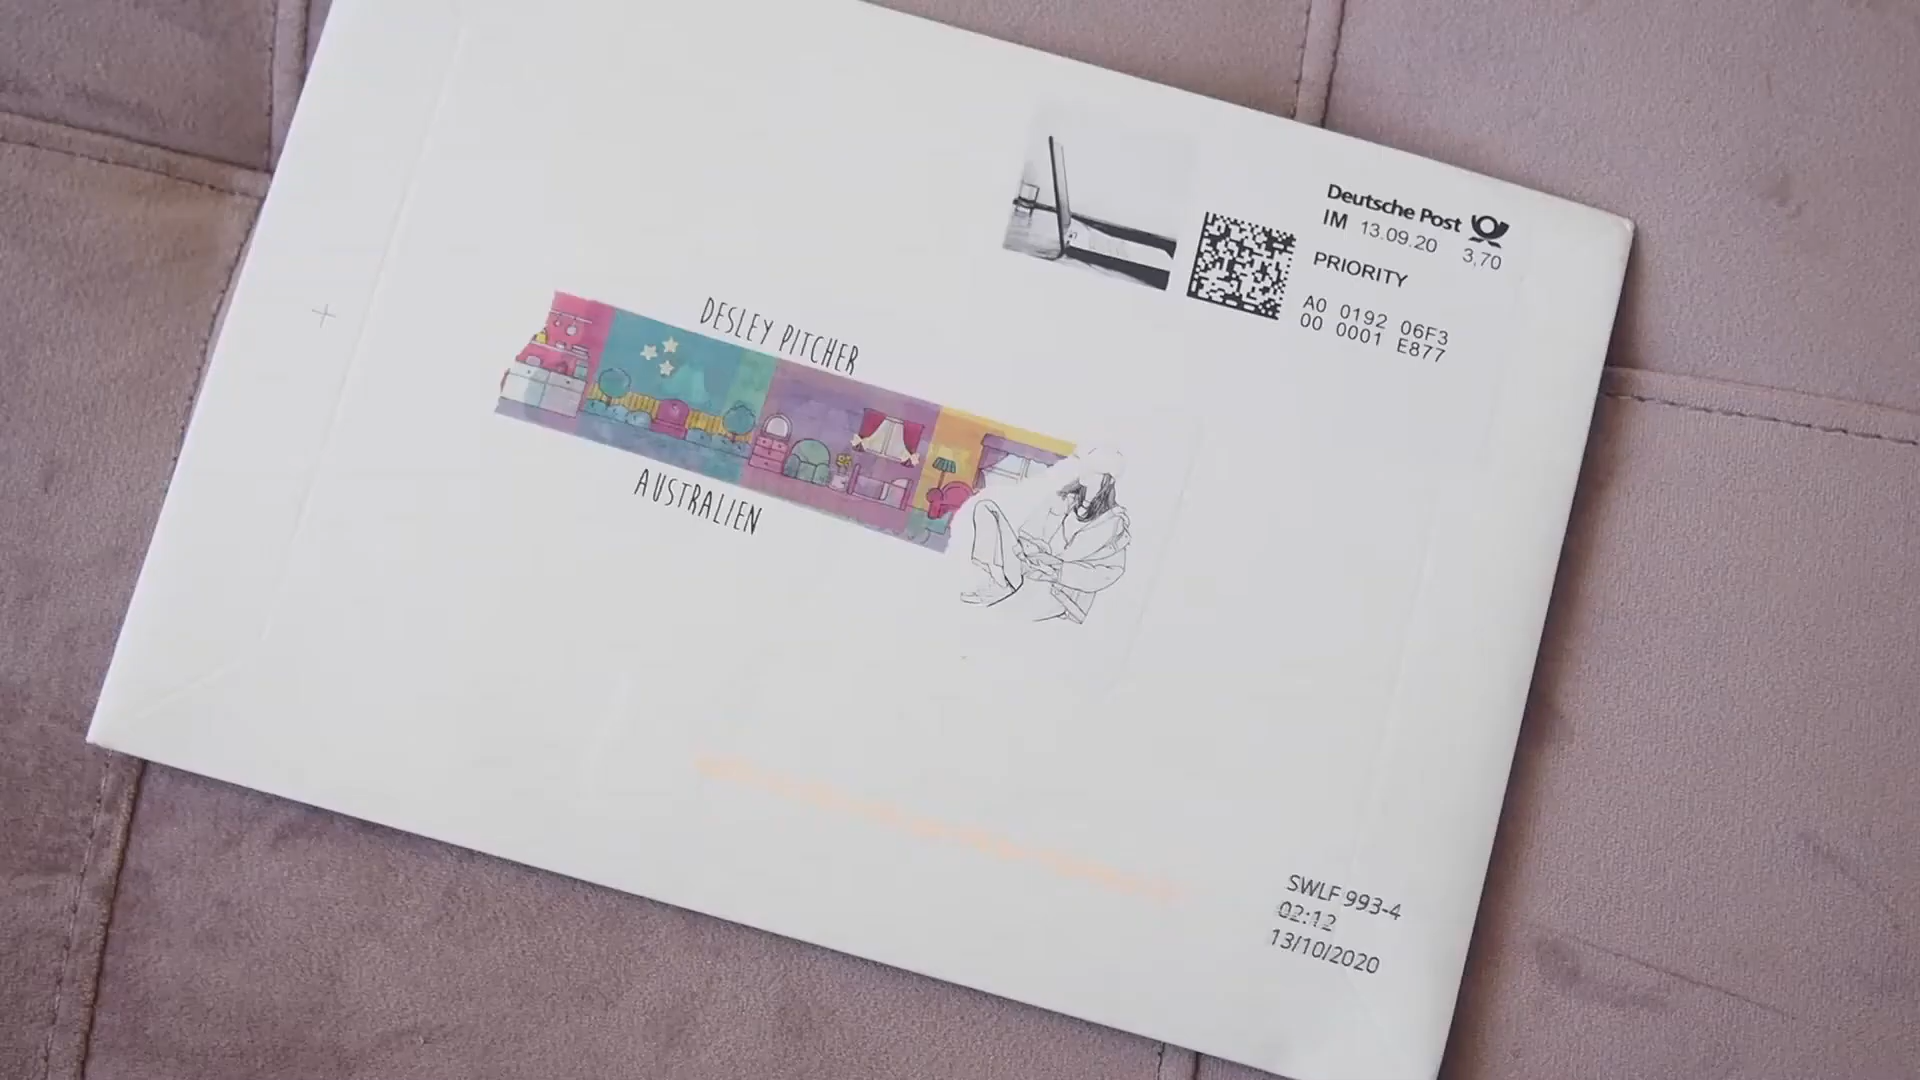 Deutsche Post
IM 13.09.20 3,70
PRIORITY
A0 0192 06F3
00 0001 E877
DESLEY PITCHER
AUSTRALIEN
SWLF 993-4
02:12
13/10/2020